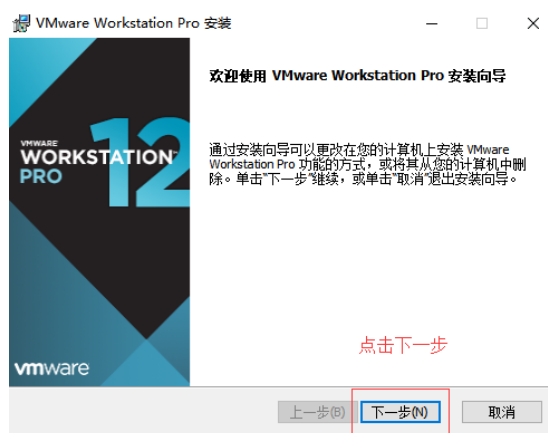 VMware Workstation Pro 安装
欢迎使用 VMware Workstation Pro 安装向导
VMWARE
WORKSTATION
PRO 12
通过安装向导可以更改在您的计算机上安装 VMware
Workstation Pro 功能的方式，或将其从您的计算机中删
除。单击"下一步"继续，或单击"取消"退出安装向导。
点击下一步
vmware
上一步(B) 下一步(N) 取消